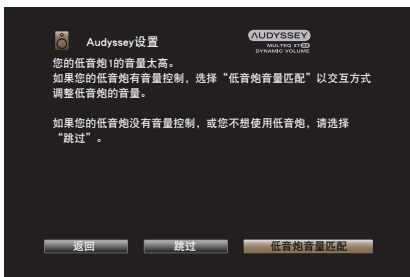 Audyssey设置
AUDYSSEY
MULTEQ XT32
DYNAMIC VOLUME
您的低音炮1的音量太高。
如果您的低音炮有音量控制，选择“低音炮音量匹配”以交互方式
调整低音炮的音量。
如果您的低音炮没有音量控制，或您不想使用低音炮，请选择
“跳过”。
返回
跳过
低音炮音量匹配